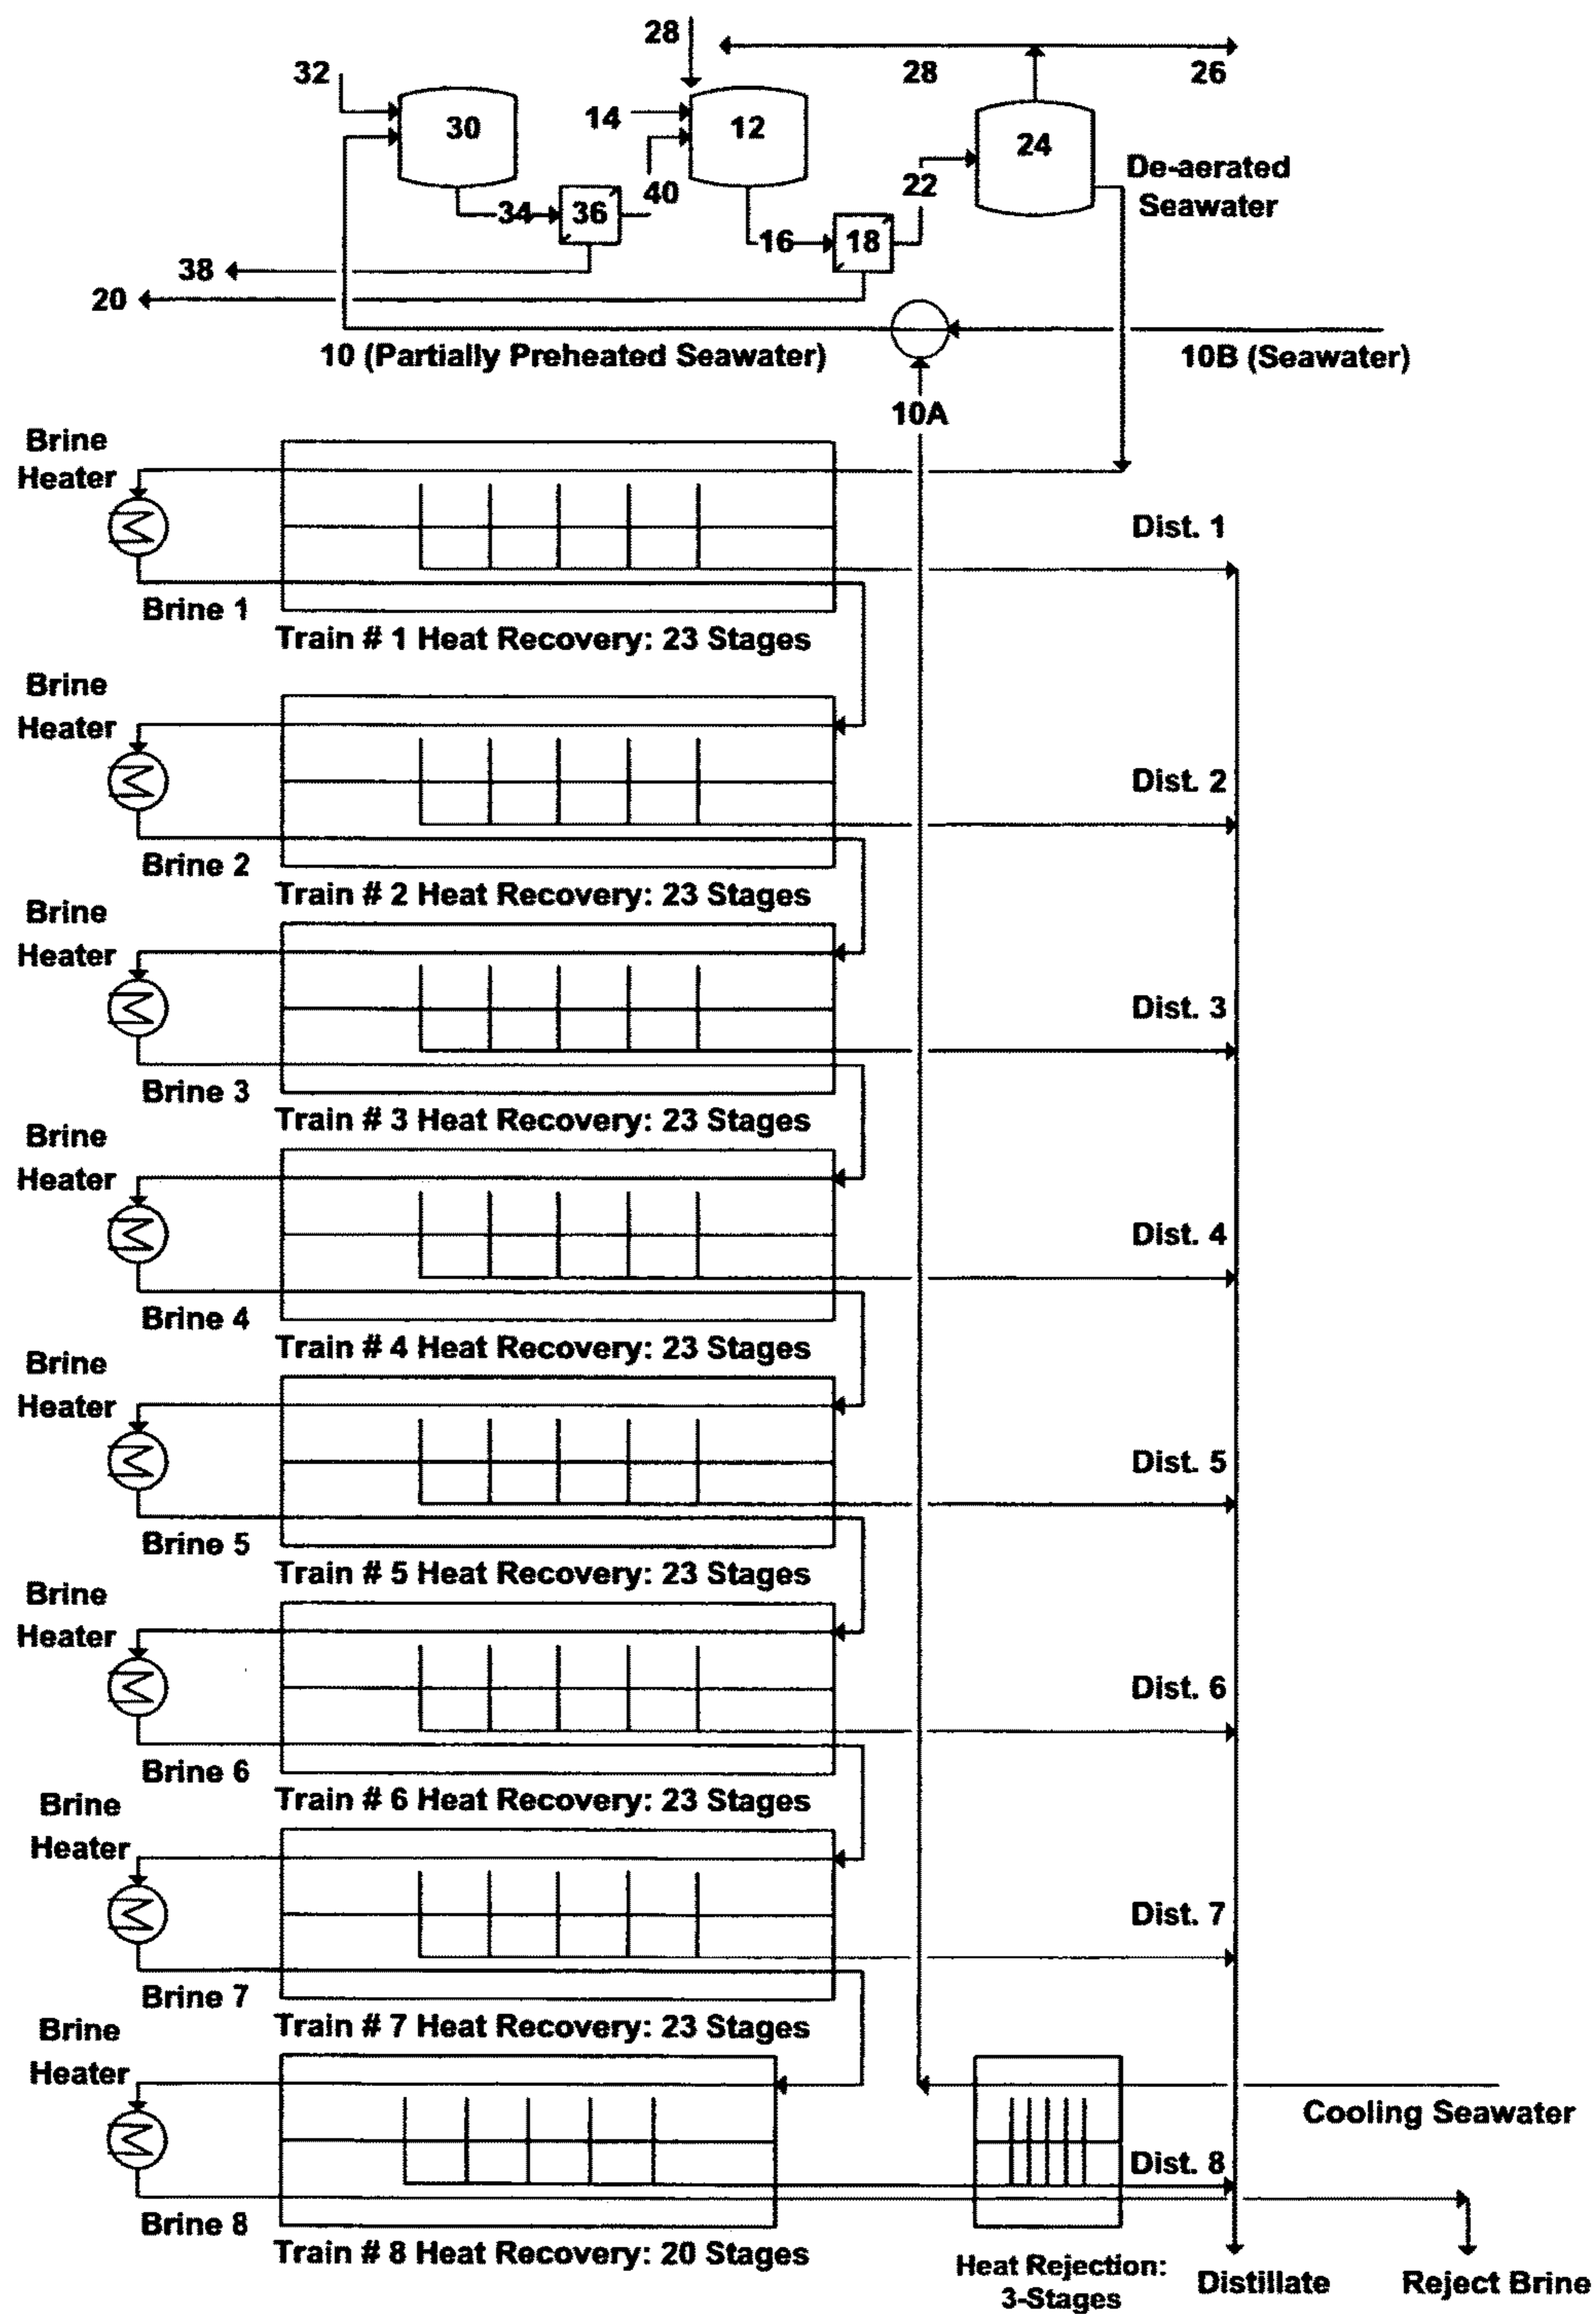 28
28
26
32
30
14
12
24
De-aerated
Seawater
40
22
34
36
16
18
38
20
10 (Partially Preheated Seawater)
10B (Seawater)
10A
Brine
Heater
Dist. 1
Brine 1
Train # 1 Heat Recovery: 23 Stages
Brine
Heater
Dist. 2
Brine 2
Train # 2 Heat Recovery: 23 Stages
Brine
Heater
Dist. 3
Brine 3
Train # 3 Heat Recovery: 23 Stages
Brine
Heater
Dist. 4
Brine 4
Train # 4 Heat Recovery: 23 Stages
Brine
Heater
Dist. 5
Brine 5
Train # 5 Heat Recovery: 23 Stages
Brine
Heater
Dist. 6
Brine 6
Train # 6 Heat Recovery: 23 Stages
Brine
Heater
Dist. 7
Brine 7
Train # 7 Heat Recovery: 23 Stages
Brine
Heater
Cooling Seawater
Dist. 8
Brine 8
Train # 8 Heat Recovery: 20 Stages
Heat Rejection:
3-Stages
Distillate
Reject Brine